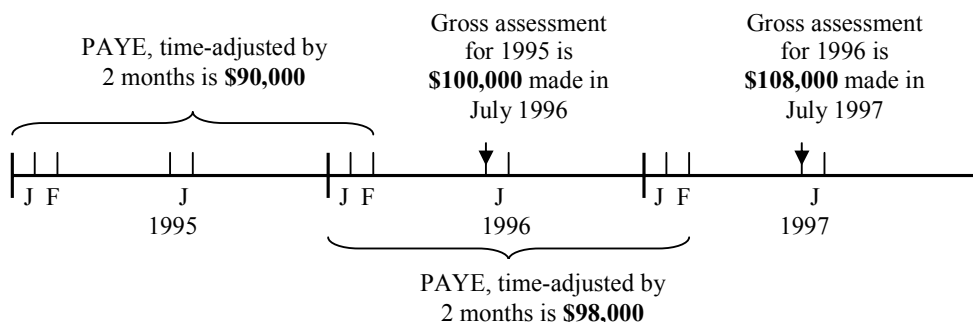 PAYE, time-adjusted by
2 months is $90,000
Gross assessment
for 1995 is
$100,000 made in
July 1996
Gross assessment
for 1996 is
$108,000 made in
July 1997
J F J J F J J F J
1995 1996 1997
PAYE, time-adjusted by
2 months is $98,000